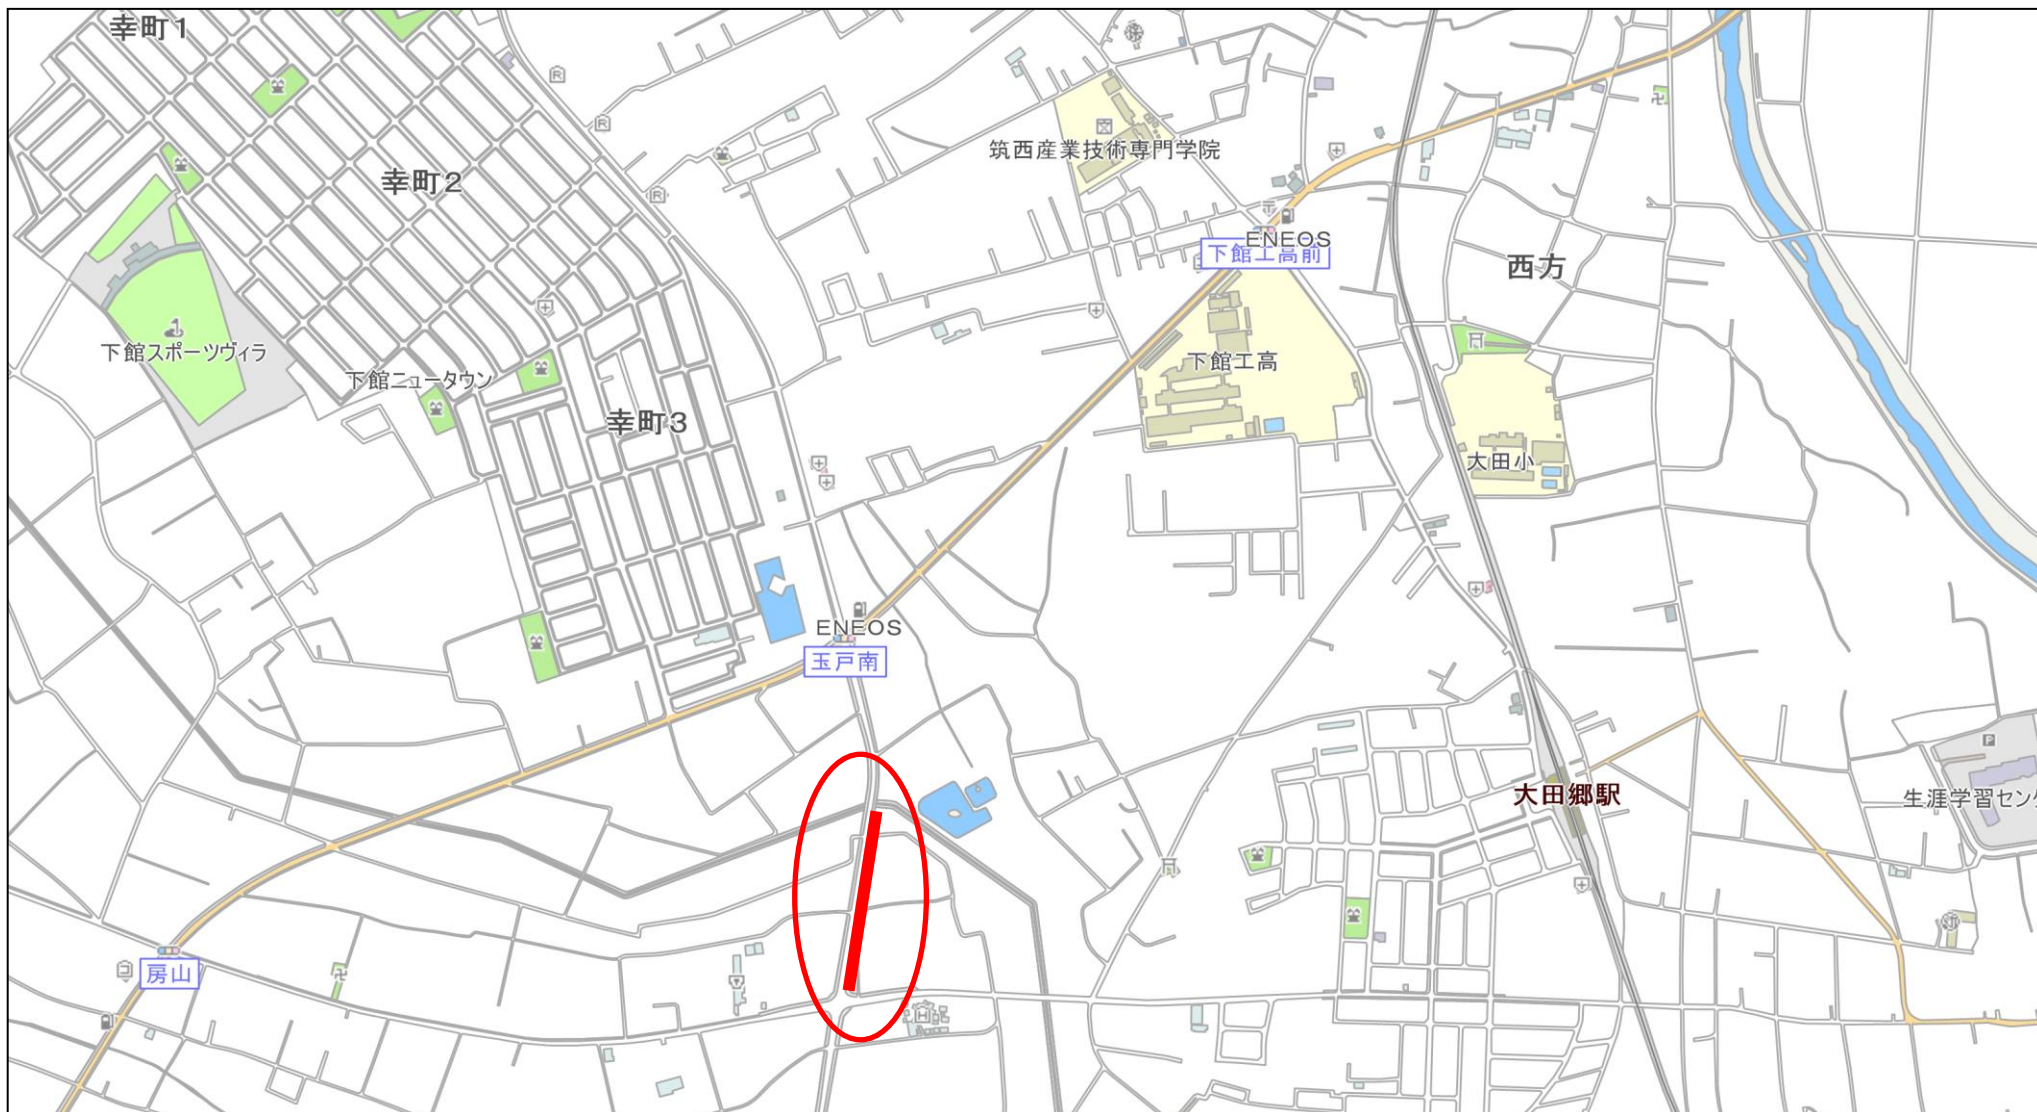 幸町1
筑西産業技術専門学院
幸町2
ENEOS
下館工高前
西方
下館スポーツヴィラ
下館ニュータウン
下館工高
幸町3
大田小
ENEOS
玉戸南
大田郷駅
生涯学習セン
房山